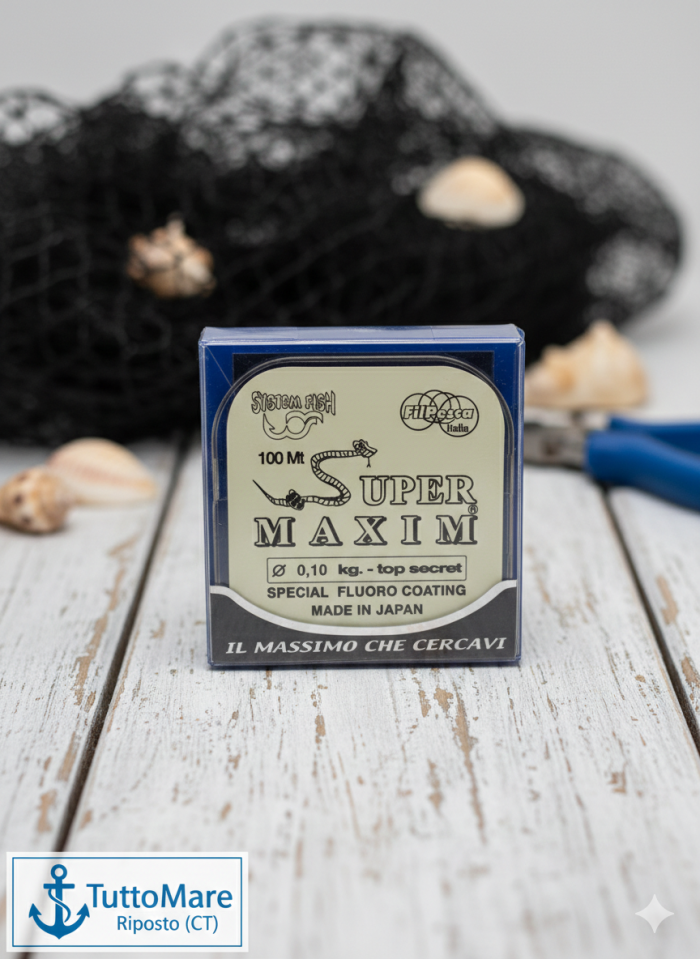 SYSTEM FISH
FilPesca
Italia
100 Mt
SUPER
MAXIM®
Ø 0,10 kg. - top secret
SPECIAL FLUORO COATING
MADE IN JAPAN
IL MASSIMO CHE CERCAVI
TuttoMare
Riposto (CT)